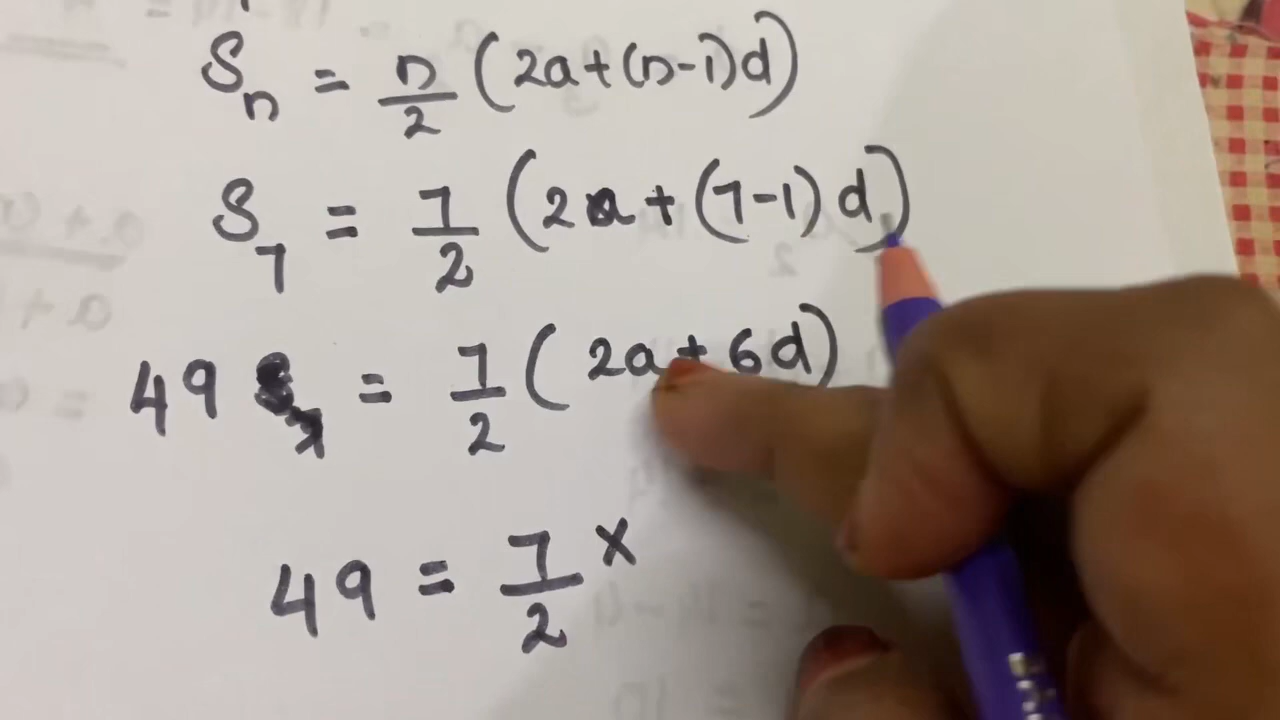 Sn = n/2 (2a+(n-1)d)
S7 = 7/2 (2a+(7-1)d)
49 = 7/2 (2a+6d)
49 = 7/2 x